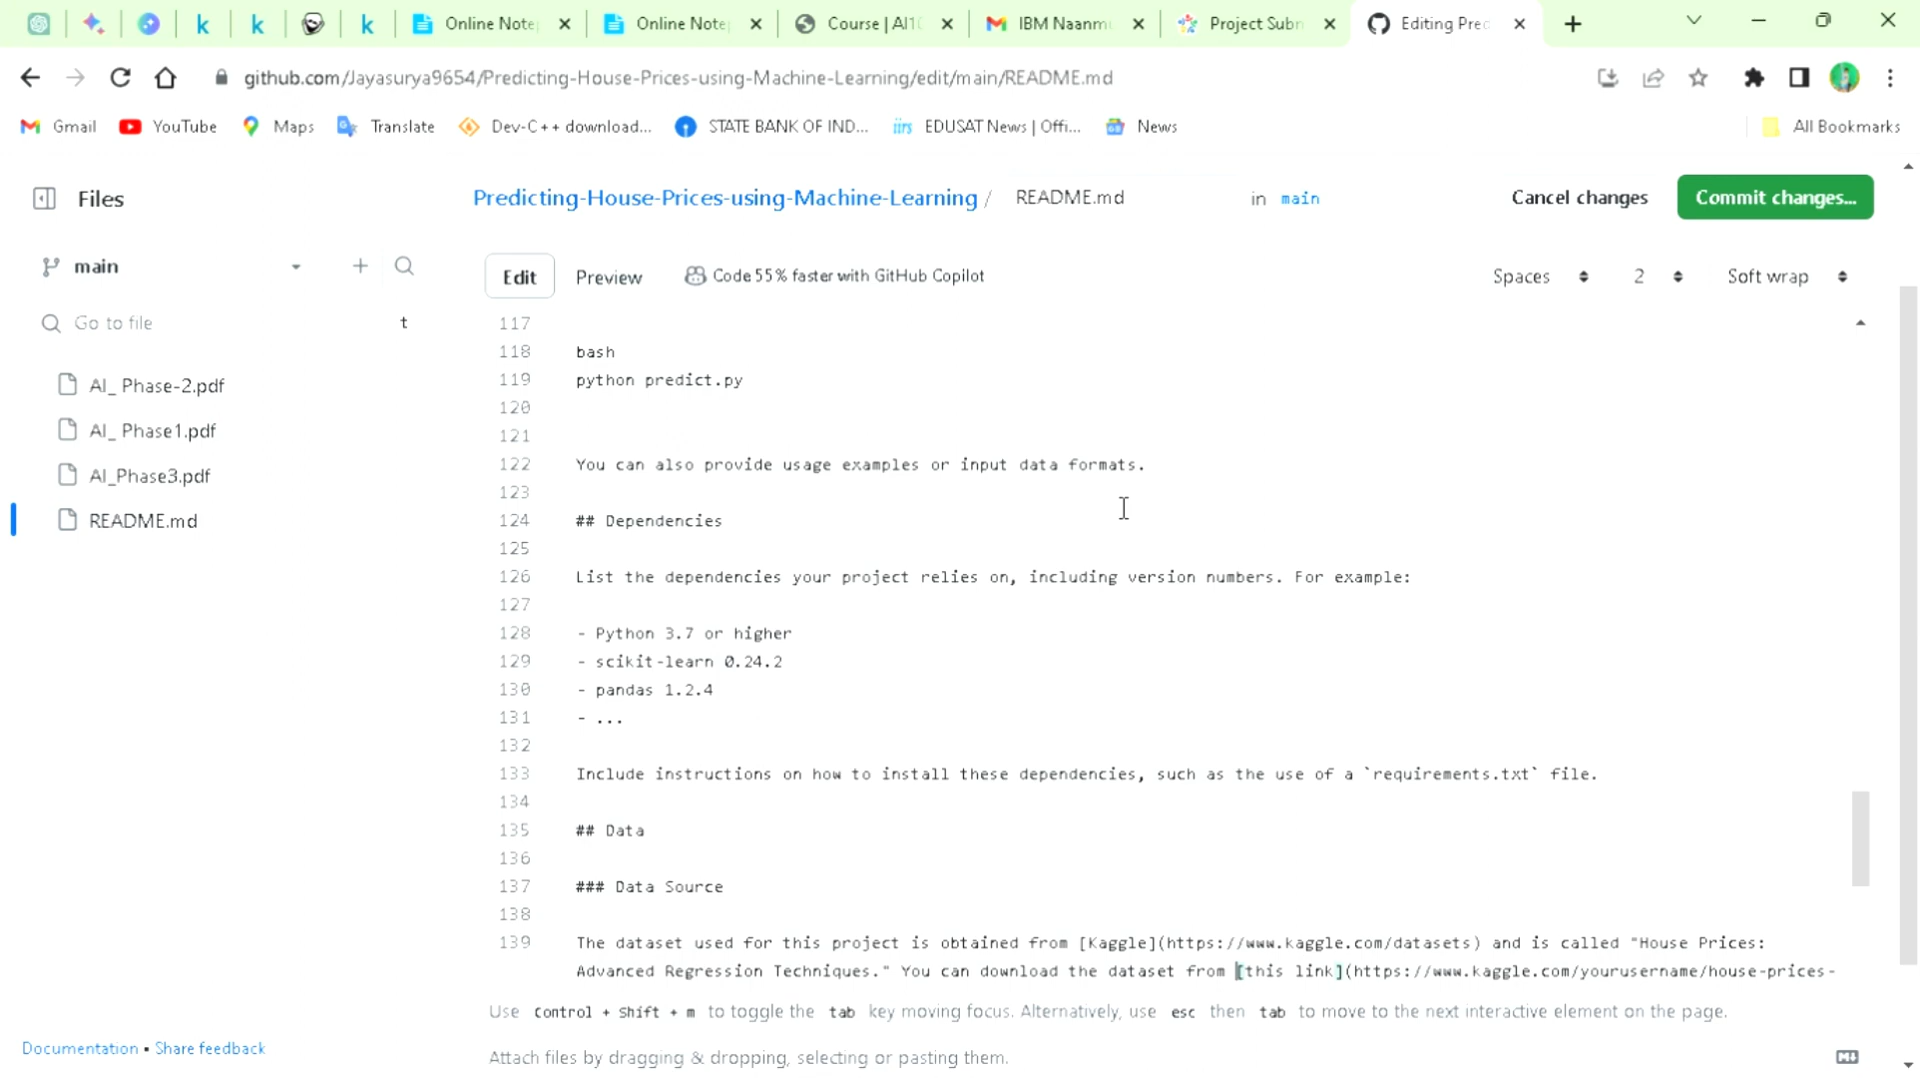 Online Note
Online Note
Course | AI1
IBM Naanm
Project Subr
Editing Prec
github.com/Jayasurya9654/Predicting-House-Prices-using-Machine-Learning/edit/main/README.md
Gmail
YouTube
Maps
Translate
Dev-C++ download...
STATE BANK OF IND...
iirs EDUSAT News | Offi...
News
All Bookmarks
Files
Predicting-House-Prices-using-Machine-Learning / README.md in main
Cancel changes
Commit changes...
main
Edit
Preview
Code 55% faster with GitHub Copilot
Spaces
2
Soft wrap
Go to file
t
AI_ Phase-2.pdf
AI_ Phase1.pdf
AI_Phase3.pdf
README.md
117
118 bash
119 python predict.py
120
121
122 You can also provide usage examples or input data formats.
123
124 ## Dependencies
125
126 List the dependencies your project relies on, including version numbers. For example:
127
128 - Python 3.7 or higher
129 - scikit-learn 0.24.2
130 - pandas 1.2.4
131 - ...
132
133 Include instructions on how to install these dependencies, such as the use of a `requirements.txt` file.
134
135 ## Data
136
137 ### Data Source
138
139 The dataset used for this project is obtained from [Kaggle](https://www.kaggle.com/datasets) and is called "House Prices:
Advanced Regression Techniques." You can download the dataset from [this link](https://www.kaggle.com/yourusername/house-prices-
Use Control + Shift + m to toggle the tab key moving focus. Alternatively, use esc then tab to move to the next interactive element on the page.
Documentation • Share feedback
Attach files by dragging & dropping, selecting or pasting them.